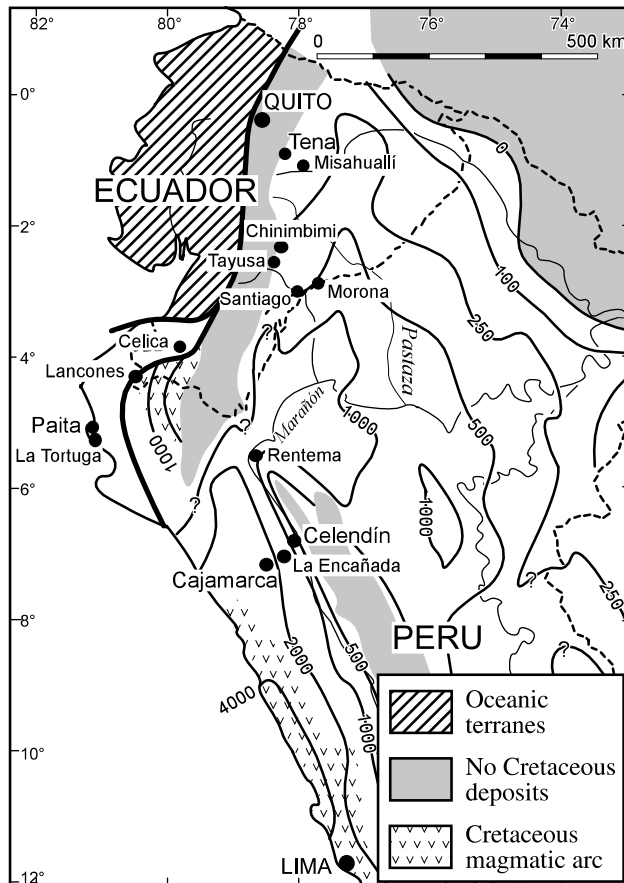 82°
80°
78°
76°
74°
0
500 km
0°
QUITO
Tena
Misahuallí
0
ECUADOR
2°
Chinimbimi
100
Tayusa
Santiago
Morona
250
?
Celica
Pastaza
4°
Lancones
1000
Marañón
?
Paita
1000
500
La Tortuga
Rentema
6°
?
1000
Celendín
?
La Encañada
Cajamarca
250
8°
PERU
2000
500
?
4000
1000
Oceanic
terranes
10°
No Cretaceous
deposits
Cretaceous
magmatic arc
LIMA
12°